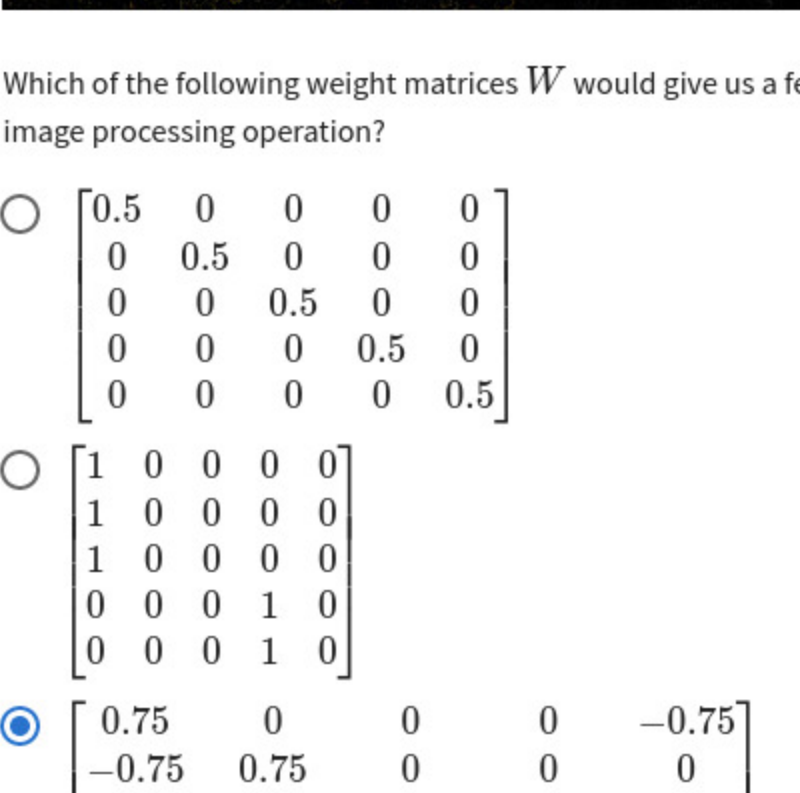 Which of the following weight matrices W would give us a
image processing operation?
0.5 0 0 0 0
0 0.5 0 0 0
0 0 0.5 0 0
0 0 0 0.5 0
0 0 0 0 0.5
1 0 0 0 0
1 0 0 0 0
1 0 0 0 0
0 0 0 1 0
0 0 0 1 0
0.75 0 0 0 −0.75
−0.75 0.75 0 0 0